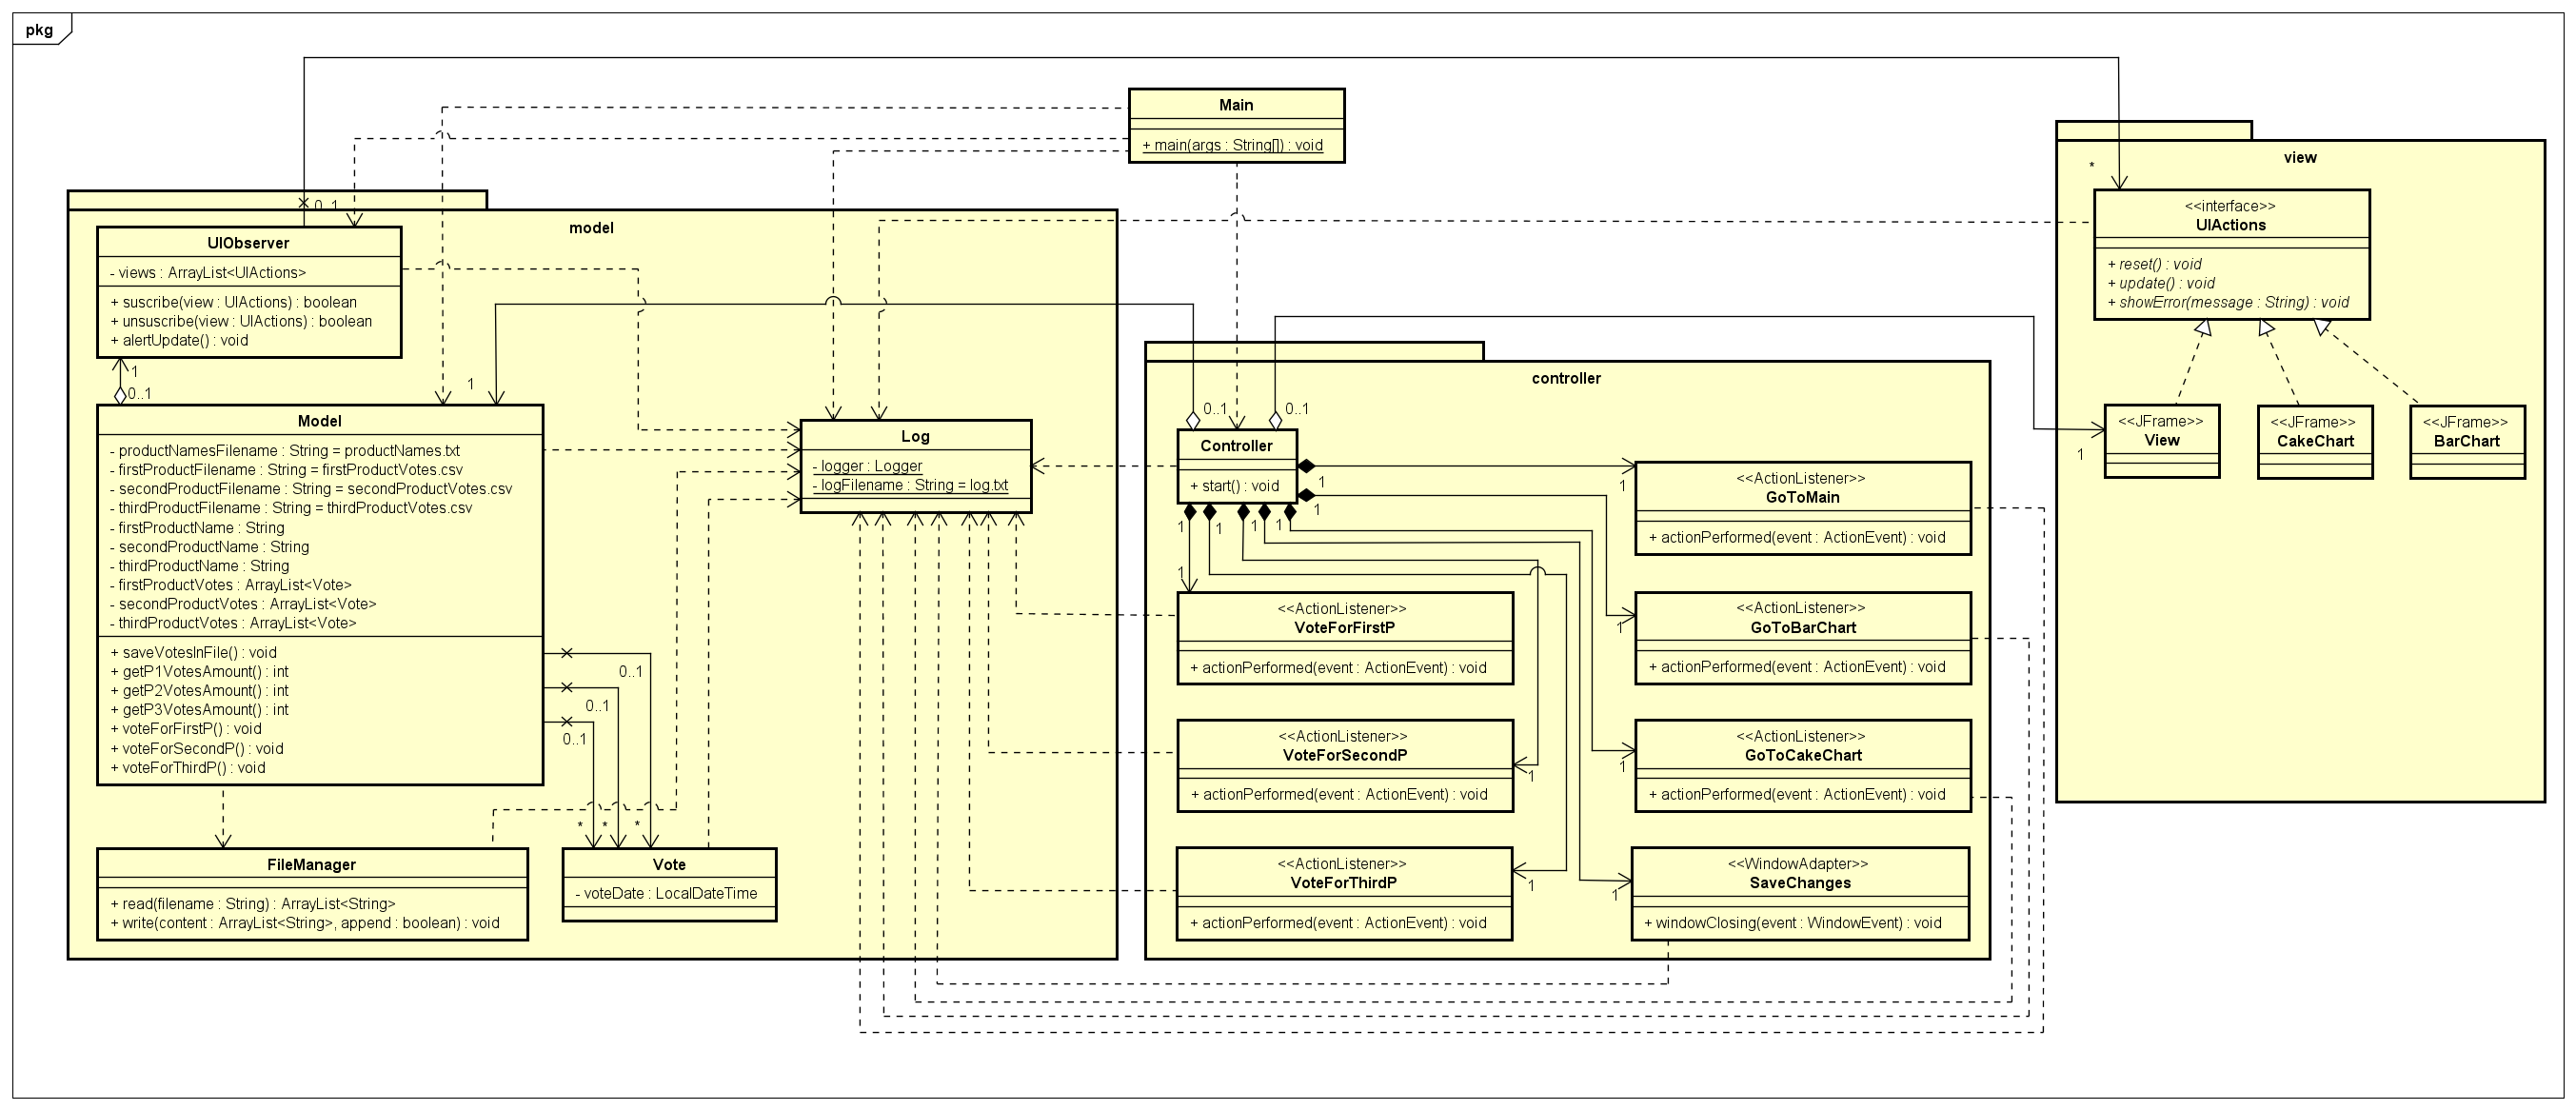 pkg
Main
+ main(args : String[]) : void
model
0..1
UIObserver
- views : ArrayList<UIActions>
+ suscribe(view : UIActions) : boolean
+ unsuscribe(view : UIActions) : boolean
+ alertUpdate() : void
1
0..1
1
Model
- productNamesFilename : String = productNames.txt
- firstProductFilename : String = firstProductVotes.csv
- secondProductFilename : String = secondProductVotes.csv
- thirdProductFilename : String = thirdProductVotes.csv
- firstProductName : String
- secondProductName : String
- thirdProductName : String
- firstProductVotes : ArrayList<Vote>
- secondProductVotes : ArrayList<Vote>
- thirdProductVotes : ArrayList<Vote>
+ saveVotesInFile() : void
+ getP1VotesAmount() : int
+ getP2VotesAmount() : int
+ getP3VotesAmount() : int
+ voteForFirstP() : void
+ voteForSecondP() : void
+ voteForThirdP() : void
0..1
0..1
0..1
* * *
FileManager
+ read(filename : String) : ArrayList<String>
+ write(content : ArrayList<String>, append : boolean) : void
Vote
- voteDate : LocalDateTime
Log
- logger : Logger
- logFilename : String = log.txt
controller
0..1
0..1
Controller
+ start() : void
1
1
1
1
1
1
1
1
<<ActionListener>>
VoteForFirstP
+ actionPerformed(event : ActionEvent) : void
<<ActionListener>>
VoteForSecondP
+ actionPerformed(event : ActionEvent) : void
1
<<ActionListener>>
VoteForThirdP
+ actionPerformed(event : ActionEvent) : void
1
1
<<ActionListener>>
GoToMain
+ actionPerformed(event : ActionEvent) : void
1
<<ActionListener>>
GoToBarChart
+ actionPerformed(event : ActionEvent) : void
1
<<ActionListener>>
GoToCakeChart
+ actionPerformed(event : ActionEvent) : void
1
<<WindowAdapter>>
SaveChanges
+ windowClosing(event : WindowEvent) : void
view
*
<<interface>>
UIActions
+ reset() : void
+ update() : void
+ showError(message : String) : void
1
<<JFrame>>
View
<<JFrame>>
CakeChart
<<JFrame>>
BarChart